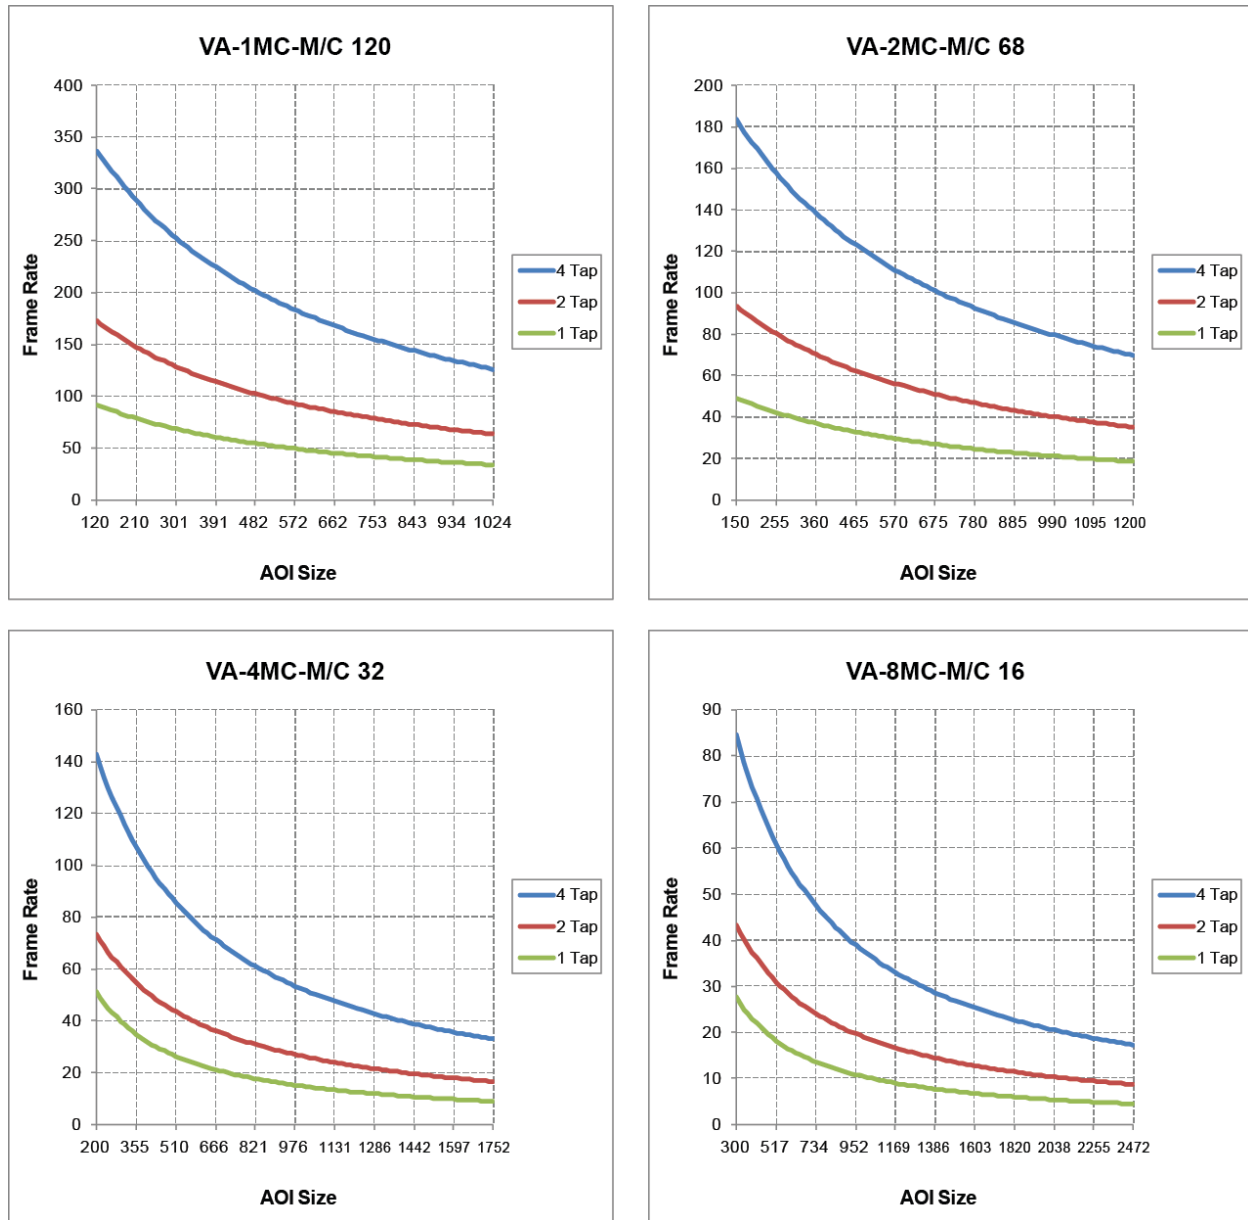 VA-1MC-M/C 120
400
350
300
250
200
150
100
50
0
Frame Rate
120 210 301 391 482 572 662 753 843 934 1024
AOI Size
4 Tap
2 Tap
1 Tap
VA-2MC-M/C 68
200
180
160
140
120
100
80
60
40
20
0
Frame Rate
150 255 360 465 570 675 780 885 990 1095 1200
AOI Size
4 Tap
2 Tap
1 Tap
VA-4MC-M/C 32
160
140
120
100
80
60
40
20
0
Frame Rate
200 355 510 666 821 976 1131 1286 1442 1597 1752
AOI Size
4 Tap
2 Tap
1 Tap
VA-8MC-M/C 16
90
80
70
60
50
40
30
20
10
0
Frame Rate
300 517 734 952 1169 1386 1603 1820 2038 2255 2472
AOI Size
4 Tap
2 Tap
1 Tap